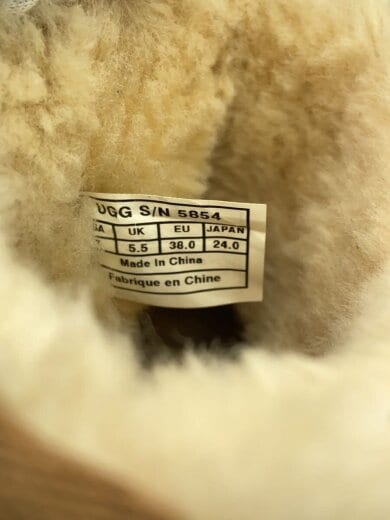 UGG S/N 5854
UK EU JAPAN
5.5 38.0 24.0
Made In China
Fabrique en Chine